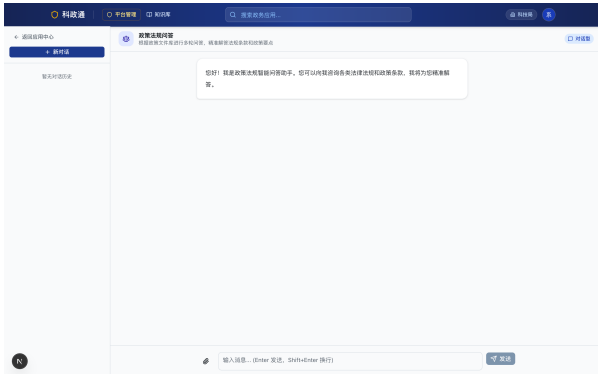 科政通
平台管理
知识库
搜索政务应用...
科技局
系
返回应用中心
+ 新对话
暂无对话历史
政策法规问答
根据政策文件库进行多轮问答，精准解答法规条款和政策要点
对话型
您好！我是政策法规智能问答助手。您可以向我咨询各类法律法规和政策条款，我将为您精准解
答。
输入消息... (Enter 发送，Shift+Enter 换行)
发送
N